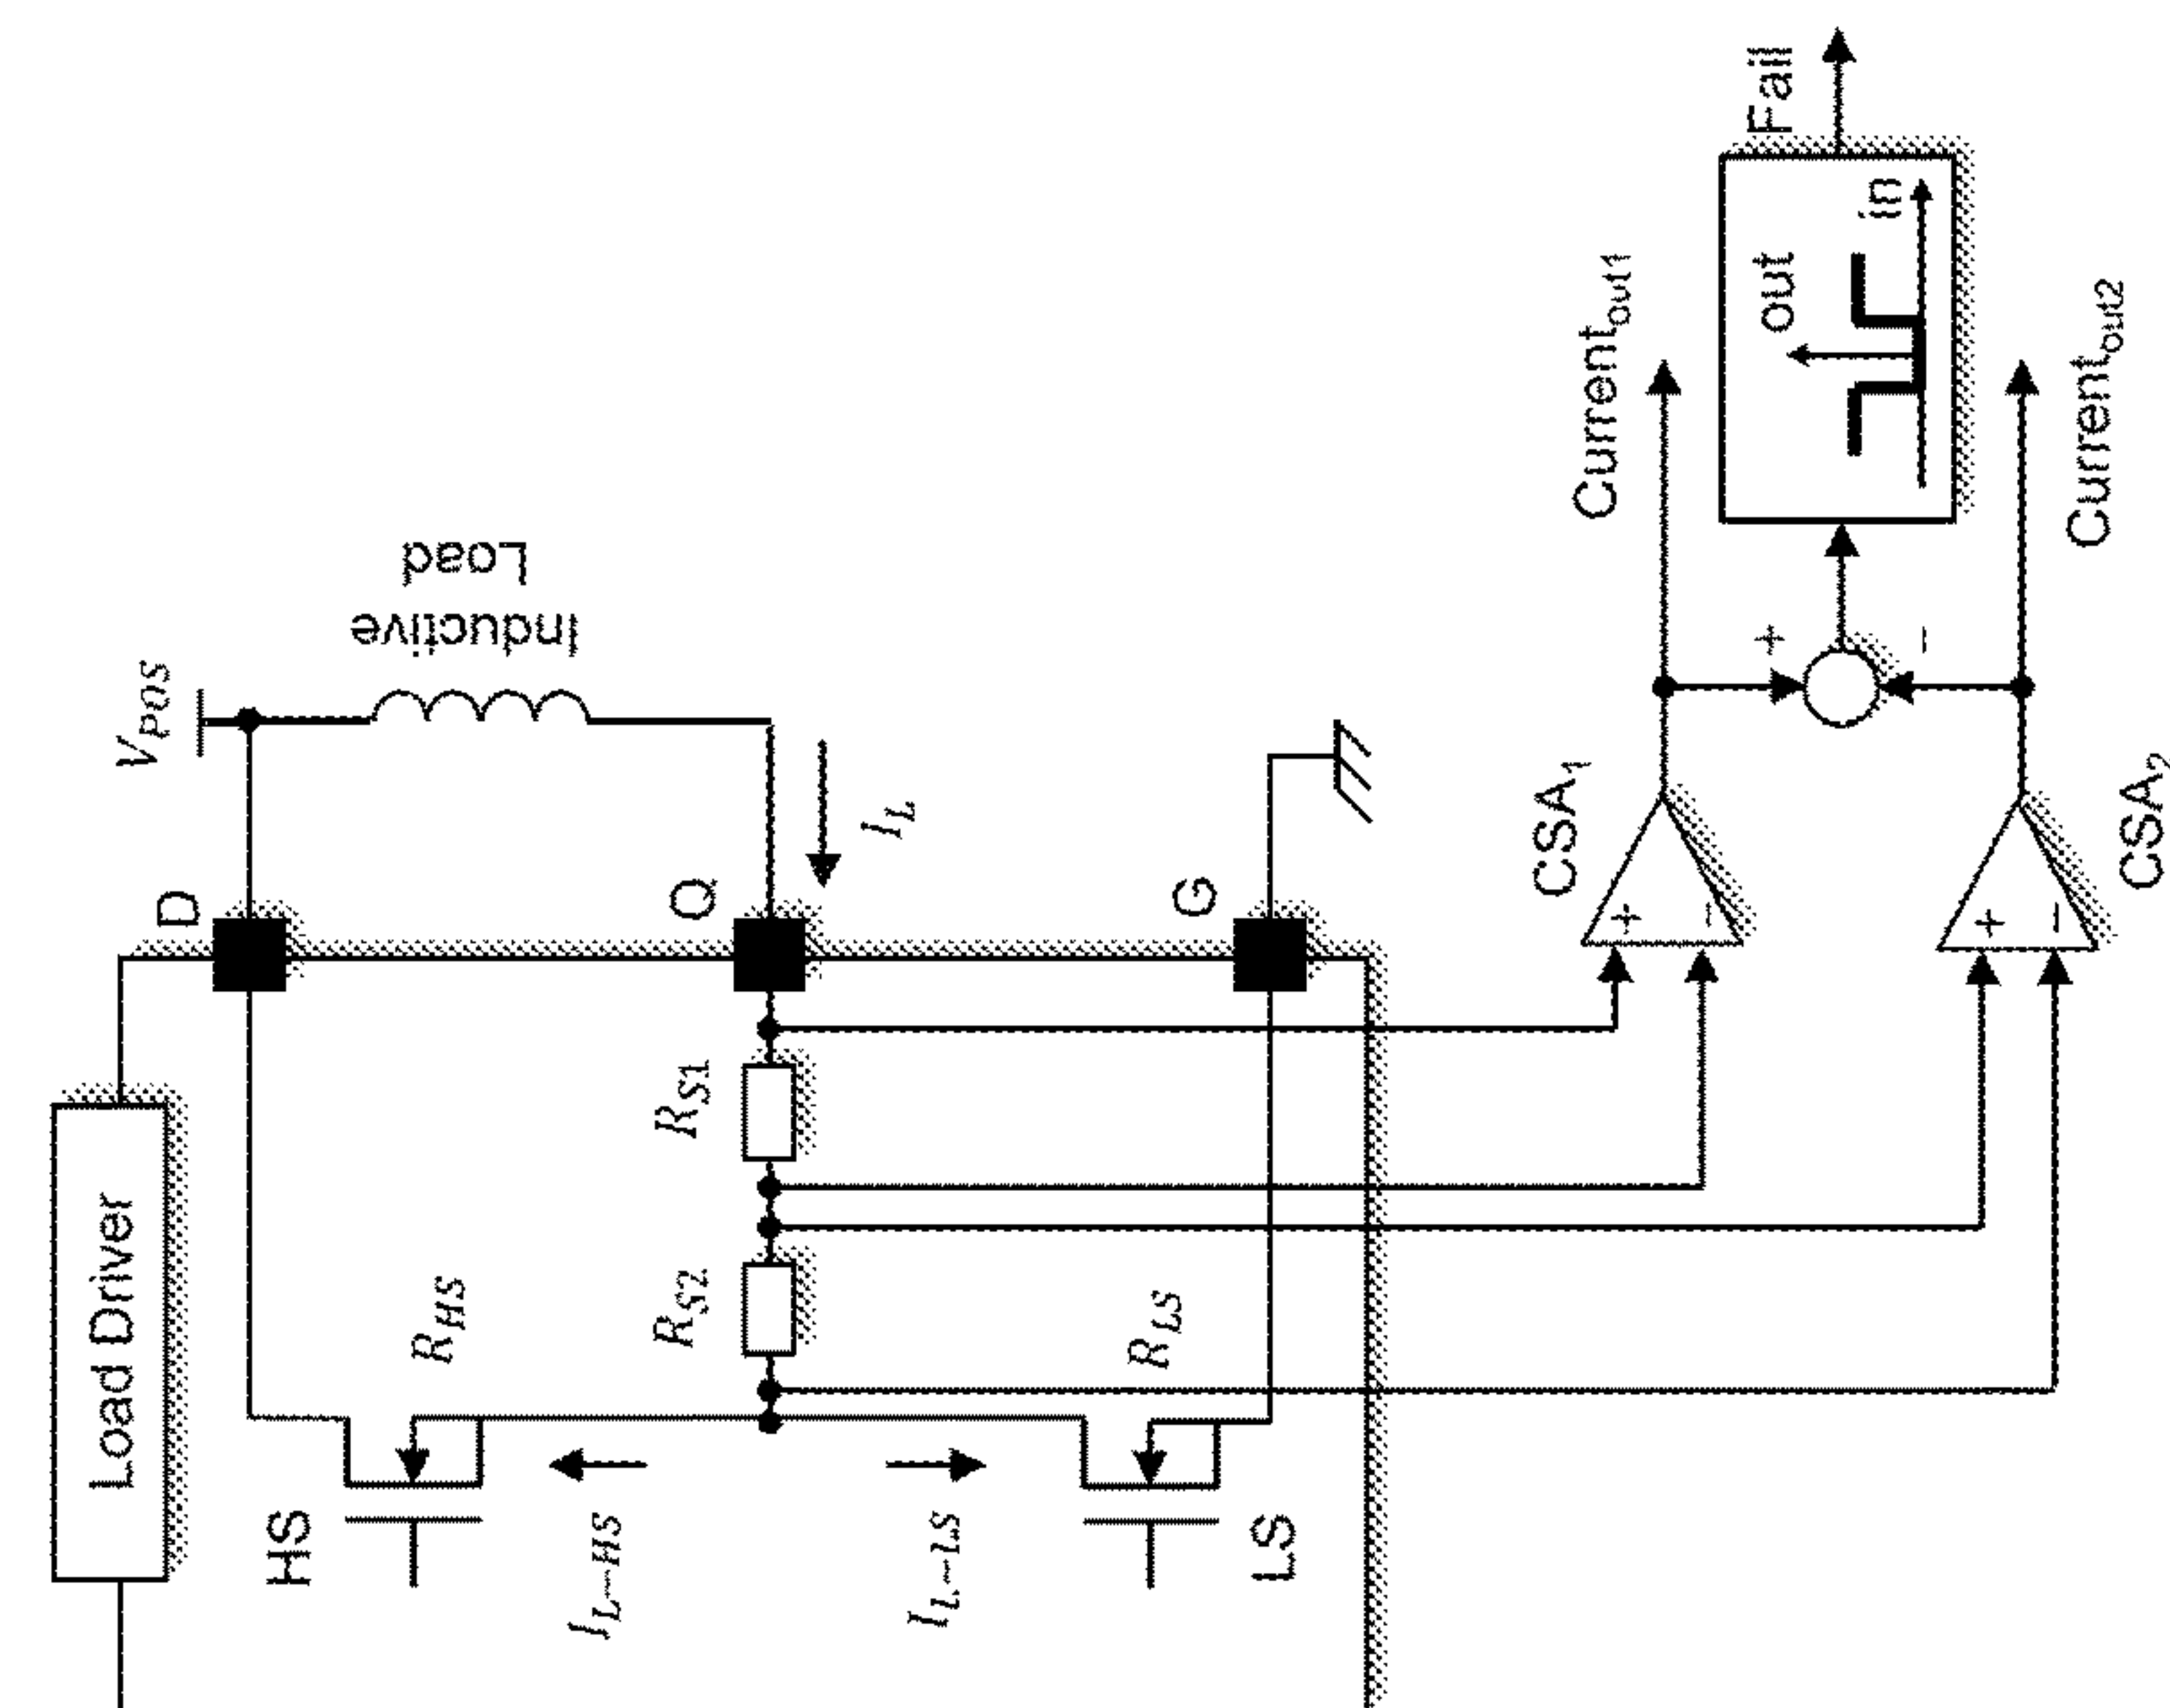 Load Driver
V_POS
D
Inductive
Load
HS
R_HS
I_L-HS
R_S2
R_S1
Q
I_L
I_L-LS
R_LS
LS
G
CSA_1
+
−
Current_out1
+
−
out
in
Fail
CSA_2
+
−
Current_out2